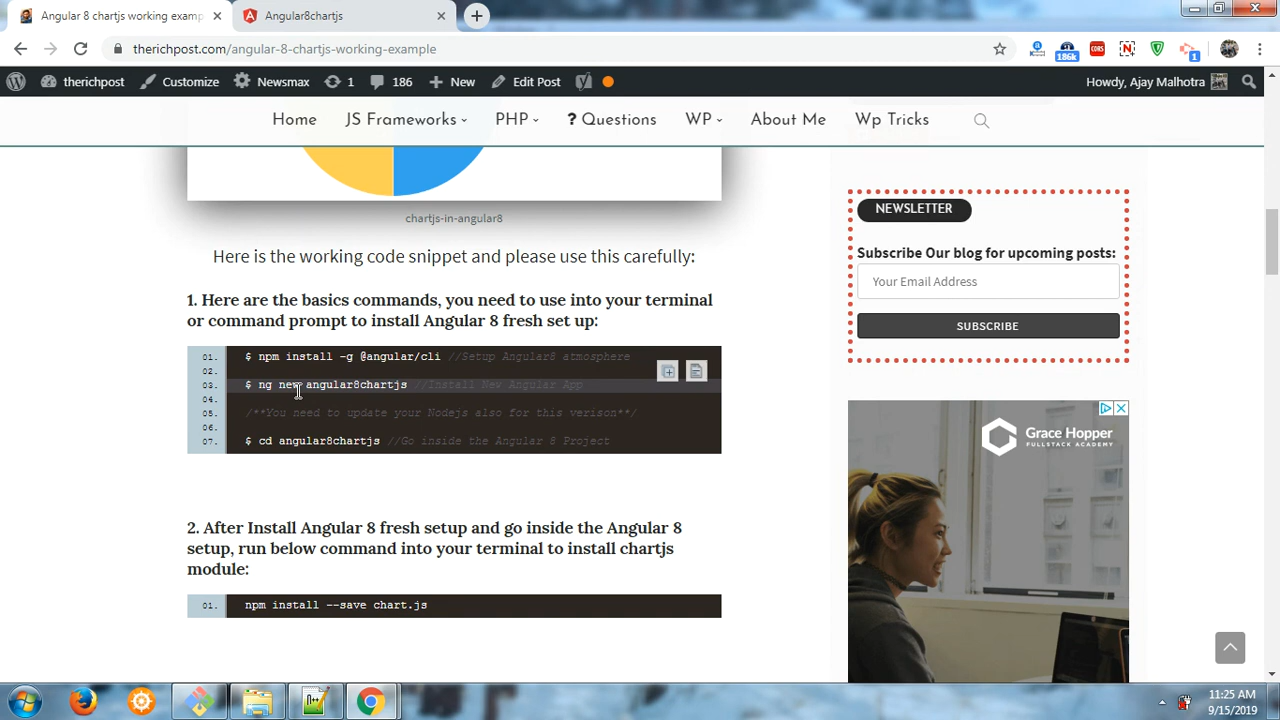 Angular 8 chartjs working examp
Angular8chartjs
therichpost.com/angular-8-chartjs-working-example
186k
CORS
N
1
therichpost
Customize
Newsmax
1
186
New
Edit Post
Howdy, Ajay Malhotra
Home
JS Frameworks
PHP
? Questions
WP
About Me
Wp Tricks
chartjs-in-angular8
Here is the working code snippet and please use this carefully:
1. Here are the basics commands, you need to use into your terminal
or command prompt to install Angular 8 fresh set up:
01. $ npm install -g @angular/cli //Setup Angular8 atmosphere
02.
03. $ ng new angular8chartjs //Install New Angular App
04.
05. /**You need to update your Nodejs also for this verison**/
06.
07. $ cd angular8chartjs //Go inside the Angular 8 Project
2. After Install Angular 8 fresh setup and go inside the Angular 8
setup, run below command into your terminal to install chartjs
module:
01. npm install --save chart.js
NEWSLETTER
Subscribe Our blog for upcoming posts:
Your Email Address
SUBSCRIBE
Grace Hopper
FULLSTACK ACADEMY
11:25 AM
9/15/2019